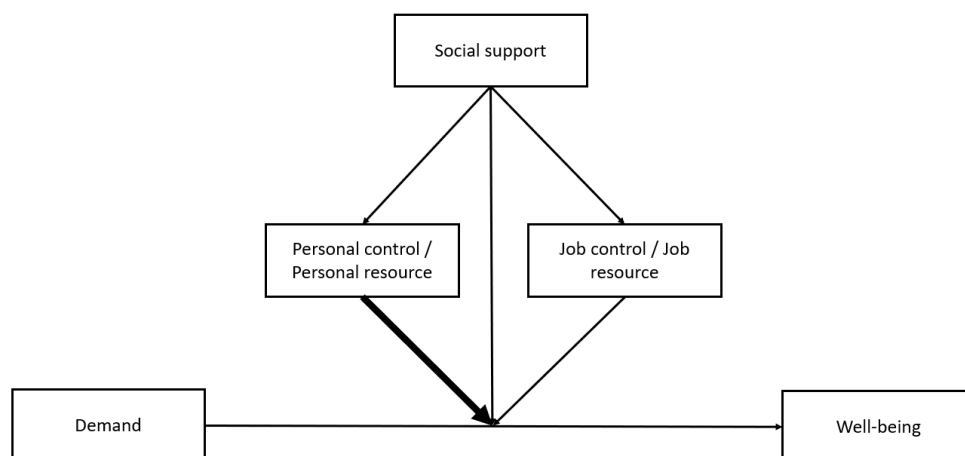 Social support
Personal control /
Personal resource
Job control / Job
resource
Demand
Well-being